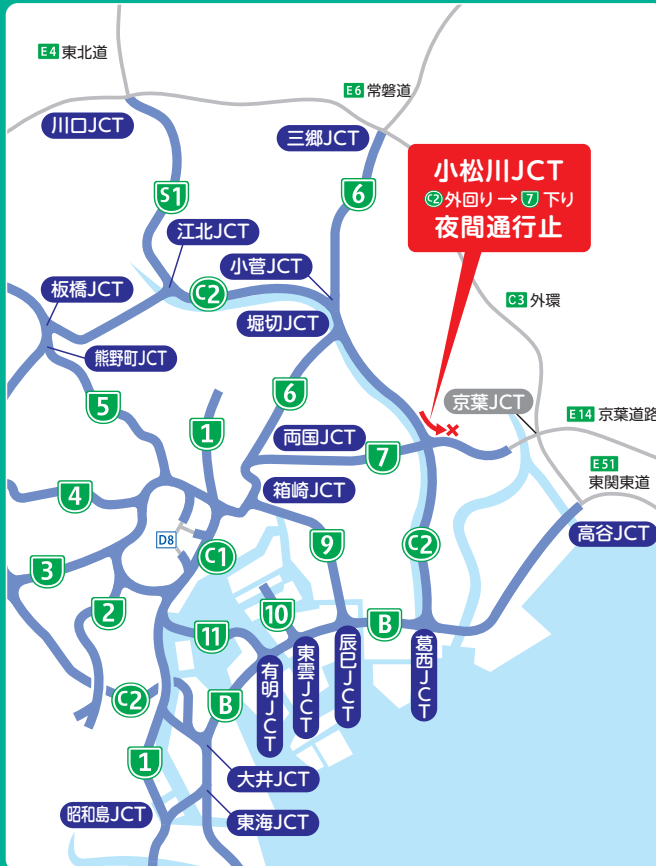 E4 東北道
E6 常磐道
川口JCT
三郷JCT
小松川JCT
C2 外回り → 7 下り
夜間通行止
S1
6
江北JCT
小菅JCT
板橋JCT
C2
C3 外環
堀切JCT
熊野町JCT
6
京葉JCT
5
1
E14 京葉道路
両国JCT
7
E51
東関東道
4
箱崎JCT
高谷JCT
D8
C1
9
C2
3
2
10
11
B
有明JCT
東雲JCT
辰巳JCT
葛西JCT
C2
B
1
大井JCT
昭和島JCT
東海JCT